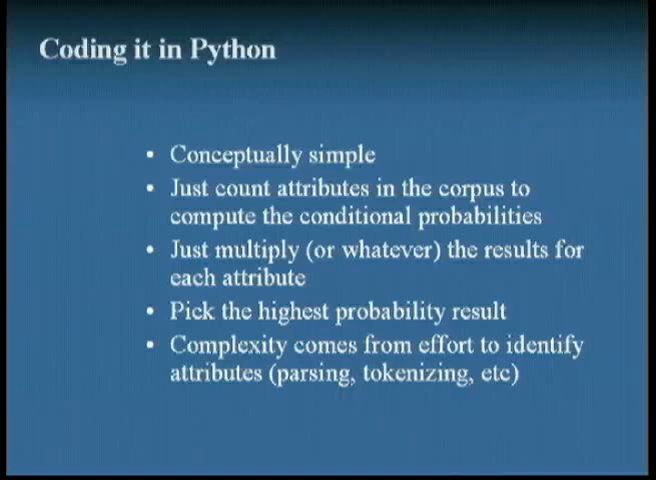 Coding it in Python
• Conceptually simple
• Just count attributes in the corpus to
compute the conditional probabilities
• Just multiply (or whatever) the results for
each attribute
• Pick the highest probability result
• Complexity comes from effort to identify
attributes (parsing, tokenizing, etc)